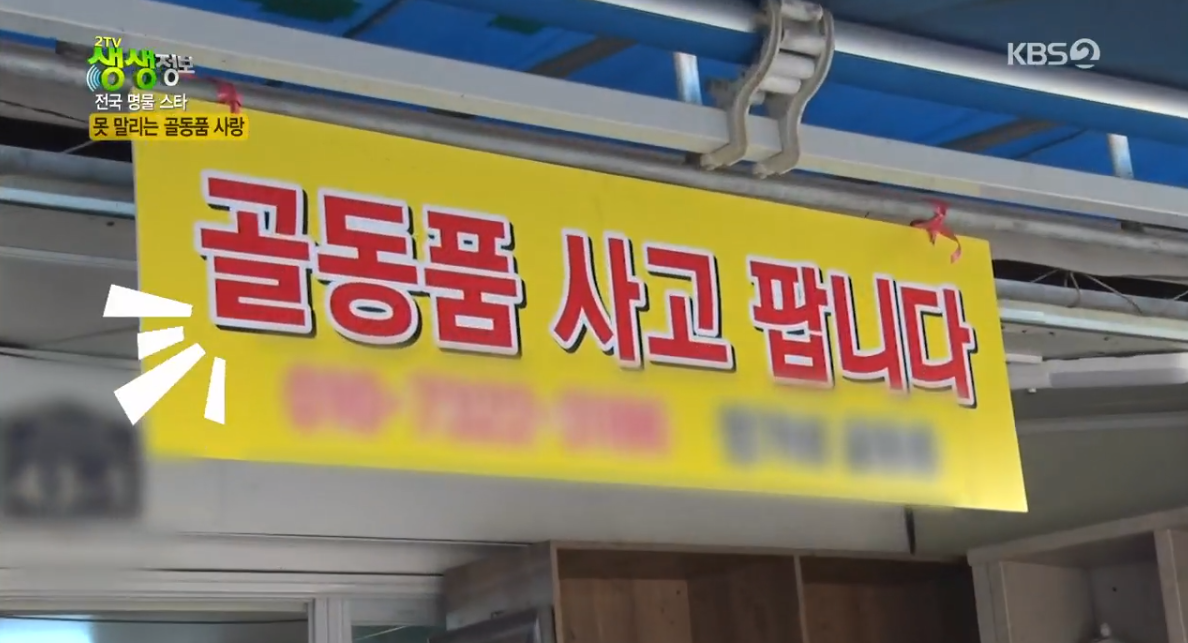 2TV
생생정보
전국 명물 스타
못 말리는 골동품 사랑
KBS2
골동품 사고 팝니다